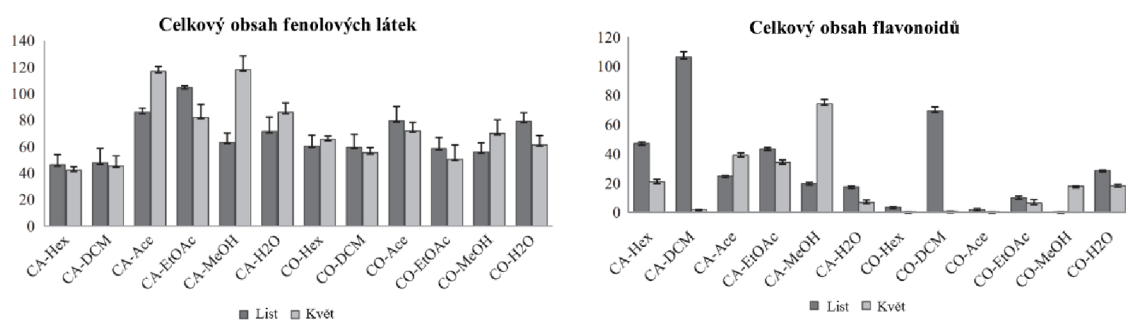 Celkový obsah fenolových látek
140
120
100
80
60
40
20
0
CA-Hex
CA-DCM
CA-Ace
CA-EtOAc
CA-MeOH
CA-H2O
CO-Hex
CO-DCM
CO-Ace
CO-EtOAc
CO-MeOH
CO-H2O
List Květ
Celkový obsah flavonoidů
120
100
80
60
40
20
0
CA-Hex
CA-DCM
CA-Ace
CA-EtOAc
CA-MeOH
CA-H2O
CO-Hex
CO-DCM
CO-Ace
CO-EtOAc
CO-MeOH
CO-H2O
List Květ